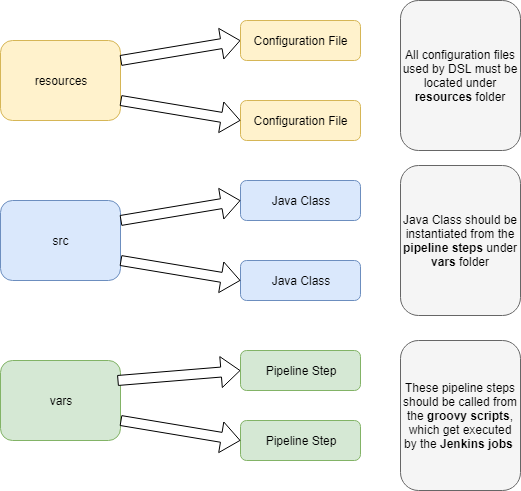 resources
Configuration File
Configuration File
All configuration files
used by DSL must be
located under
resources folder
src
Java Class
Java Class
Java Class should be
instantiated from the
pipeline steps under
vars folder
vars
Pipeline Step
Pipeline Step
These pipeline steps
should be called from
the groovy scripts,
which get executed
by the Jenkins jobs